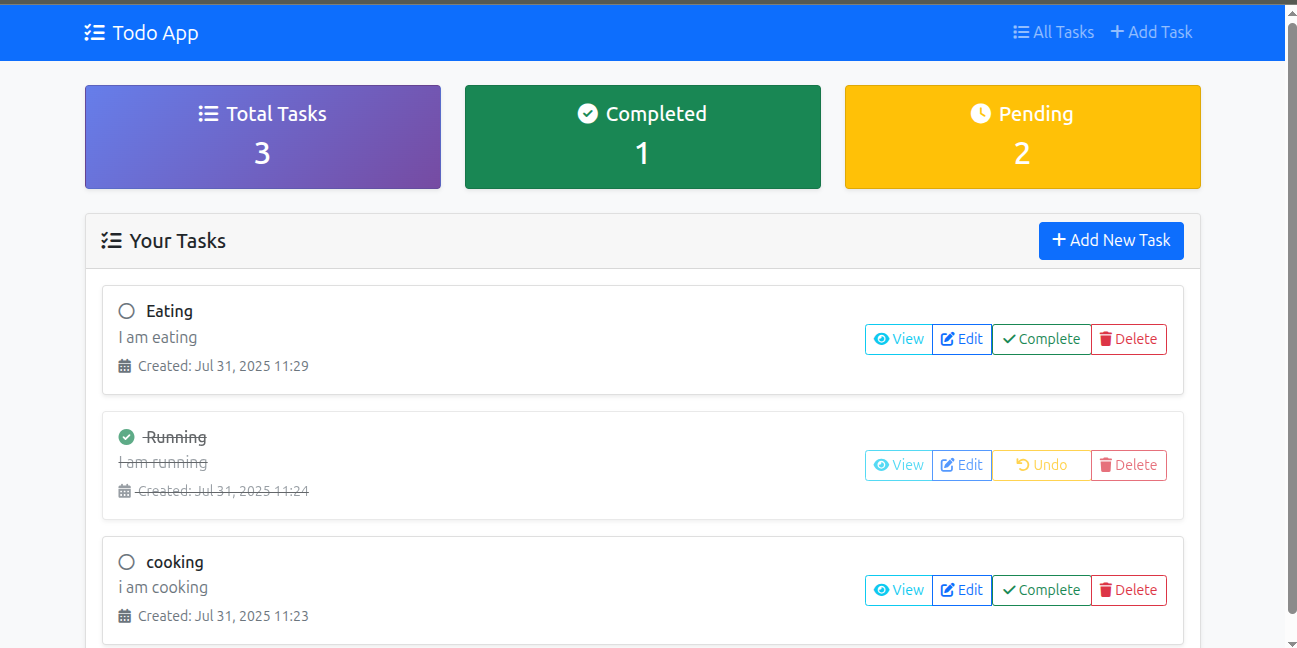 Todo App
All Tasks
Add Task
Total Tasks
3
Completed
1
Pending
2
Your Tasks
Add New Task
Eating
I am eating
Created: Jul 31, 2025 11:29
View Edit Complete Delete
Running
I am running
Created: Jul 31, 2025 11:24
View Edit Undo Delete
cooking
i am cooking
Created: Jul 31, 2025 11:23
View Edit Complete Delete